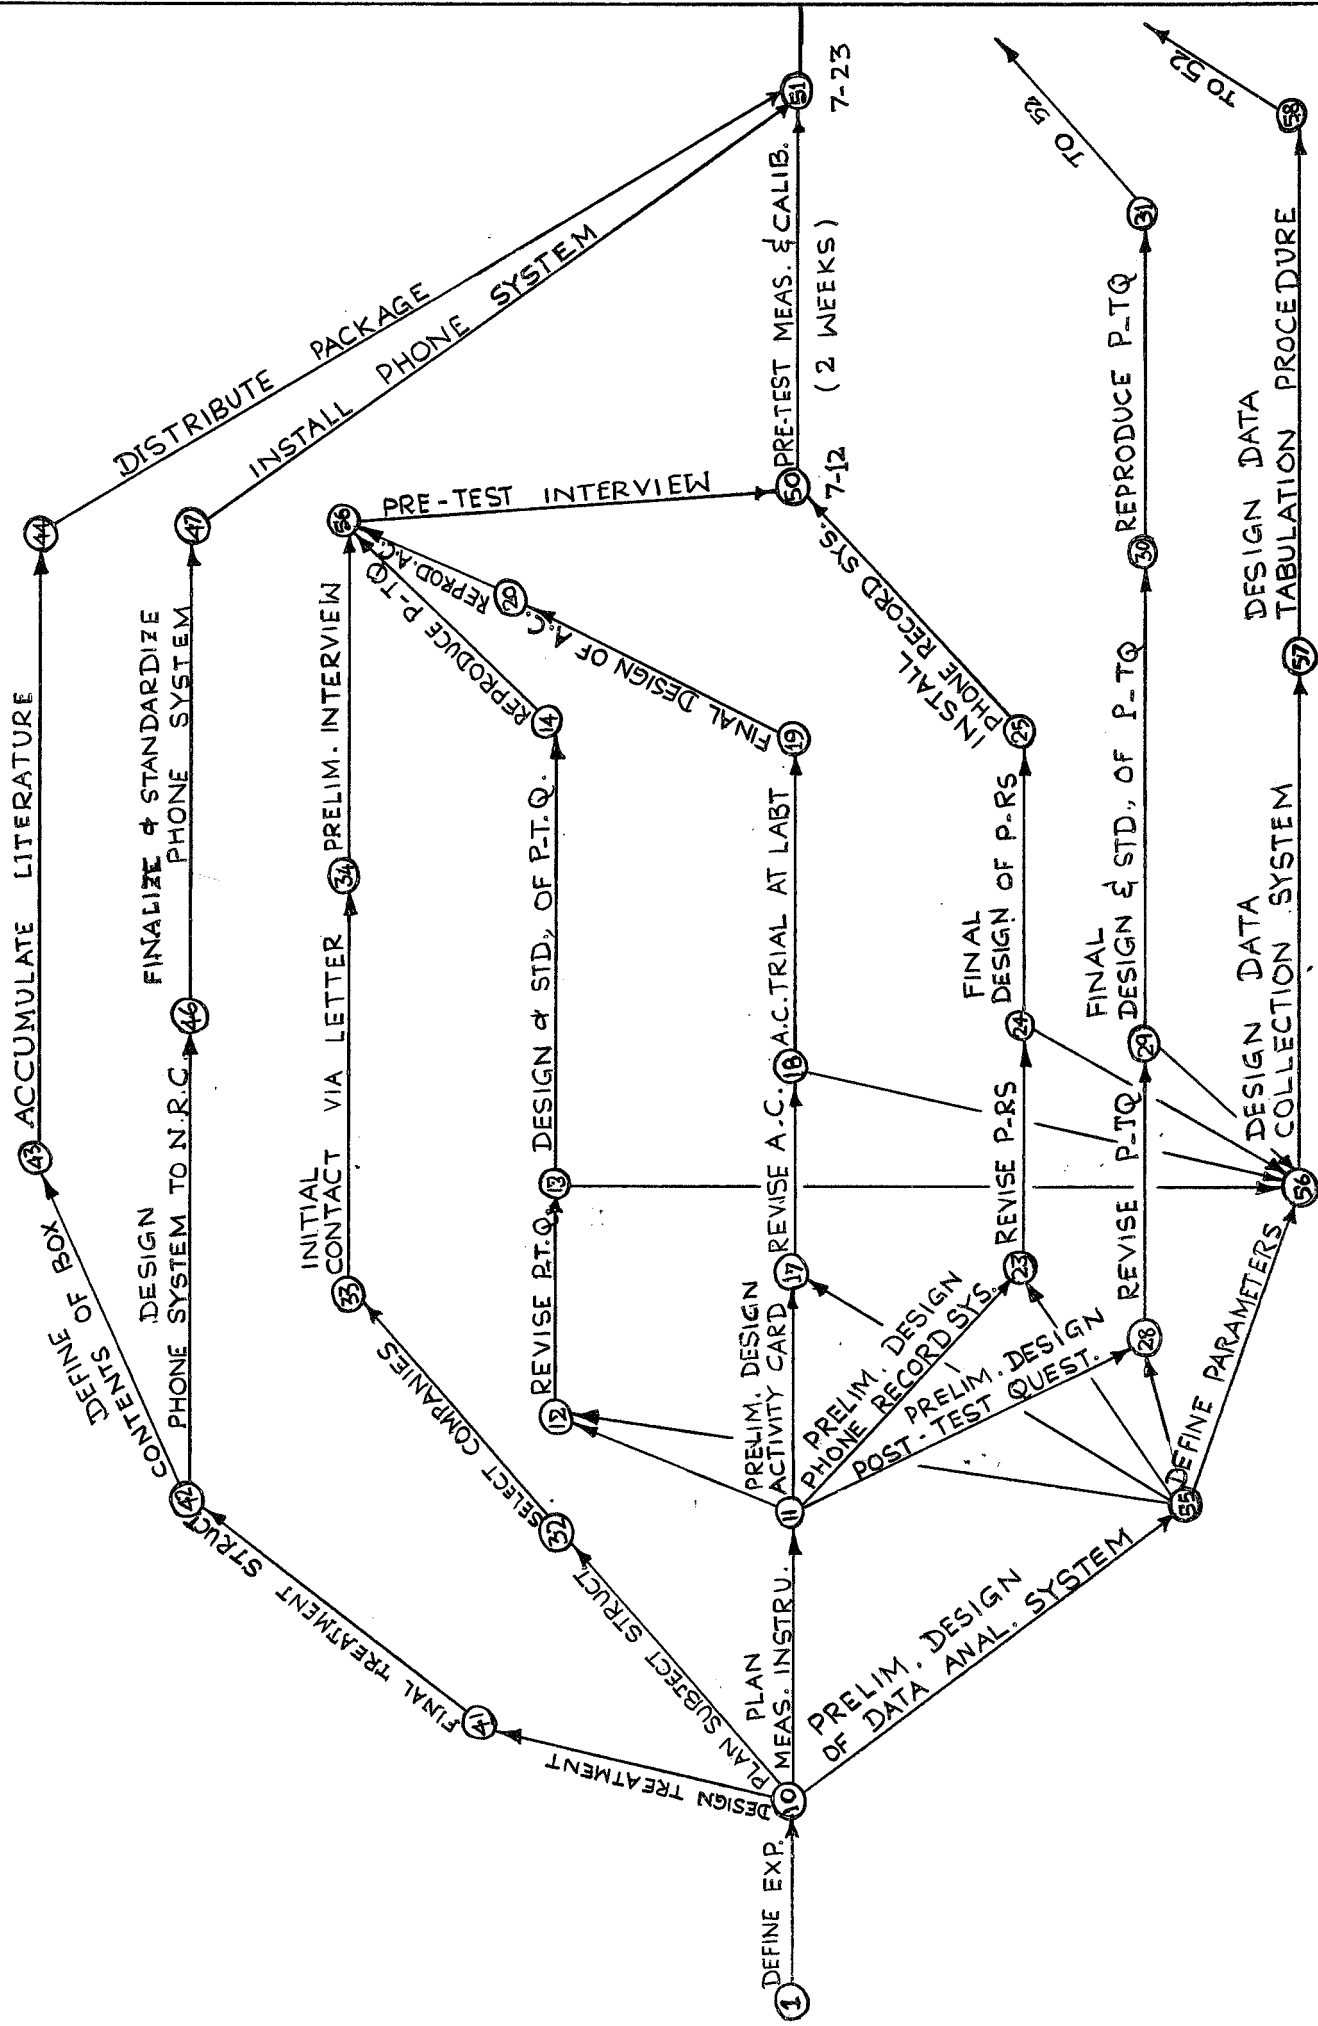 1
DEFINE EXP.
10
DESIGN TREATMENT
41
FINAL TREATMENT STRUCT
42
DEFINE
CONTENTS OF BOX
43
ACCUMULATE LITERATURE
44
DISTRIBUTE PACKAGE
DESIGN
PHONE SYSTEM TO N.R.C.
46
FINALIZE & STANDARDIZE
PHONE SYSTEM
47
INSTALL PHONE SYSTEM
PLAN SUBJECT STRUCT.
32
SELECT COMPANIES
33
INITIAL
CONTACT VIA LETTER
34
PRELIM. INTERVIEW
56
PRE-TEST INTERVIEW
12
REVISE P.T.Q.
13
DESIGN & STD., OF P-T.Q.
14
REPRODUCE P-TQ
PLAN
MEAS. INSTRU.
11
PRELIM. DESIGN
ACTIVITY CARD
17
REVISE A.C.
18
A.C. TRIAL AT LABT
19
FINAL DESIGN OF A.C.
20
REPROD. A.C.
50
7-12
PRE-TEST MEAS. & CALIB.
(2 WEEKS)
51
7-23
PRELIM. DESIGN
PHONE RECORD SYS.
23
REVISE P-RS
24
FINAL
DESIGN OF P-RS
25
INSTALL
PHONE RECORD SYS.
PRELIM. DESIGN
POST-TEST QUEST.
28
REVISE P-TQ
29
FINAL
DESIGN & STD., OF P-TQ
30
REPRODUCE P-TQ
31
TO 52
PRELIM. DESIGN
OF DATA ANAL. SYSTEM
55
DEFINE PARAMETERS
56
DESIGN DATA
COLLECTION SYSTEM
57
DESIGN DATA
TABULATION PROCEDURE
58
TO 52